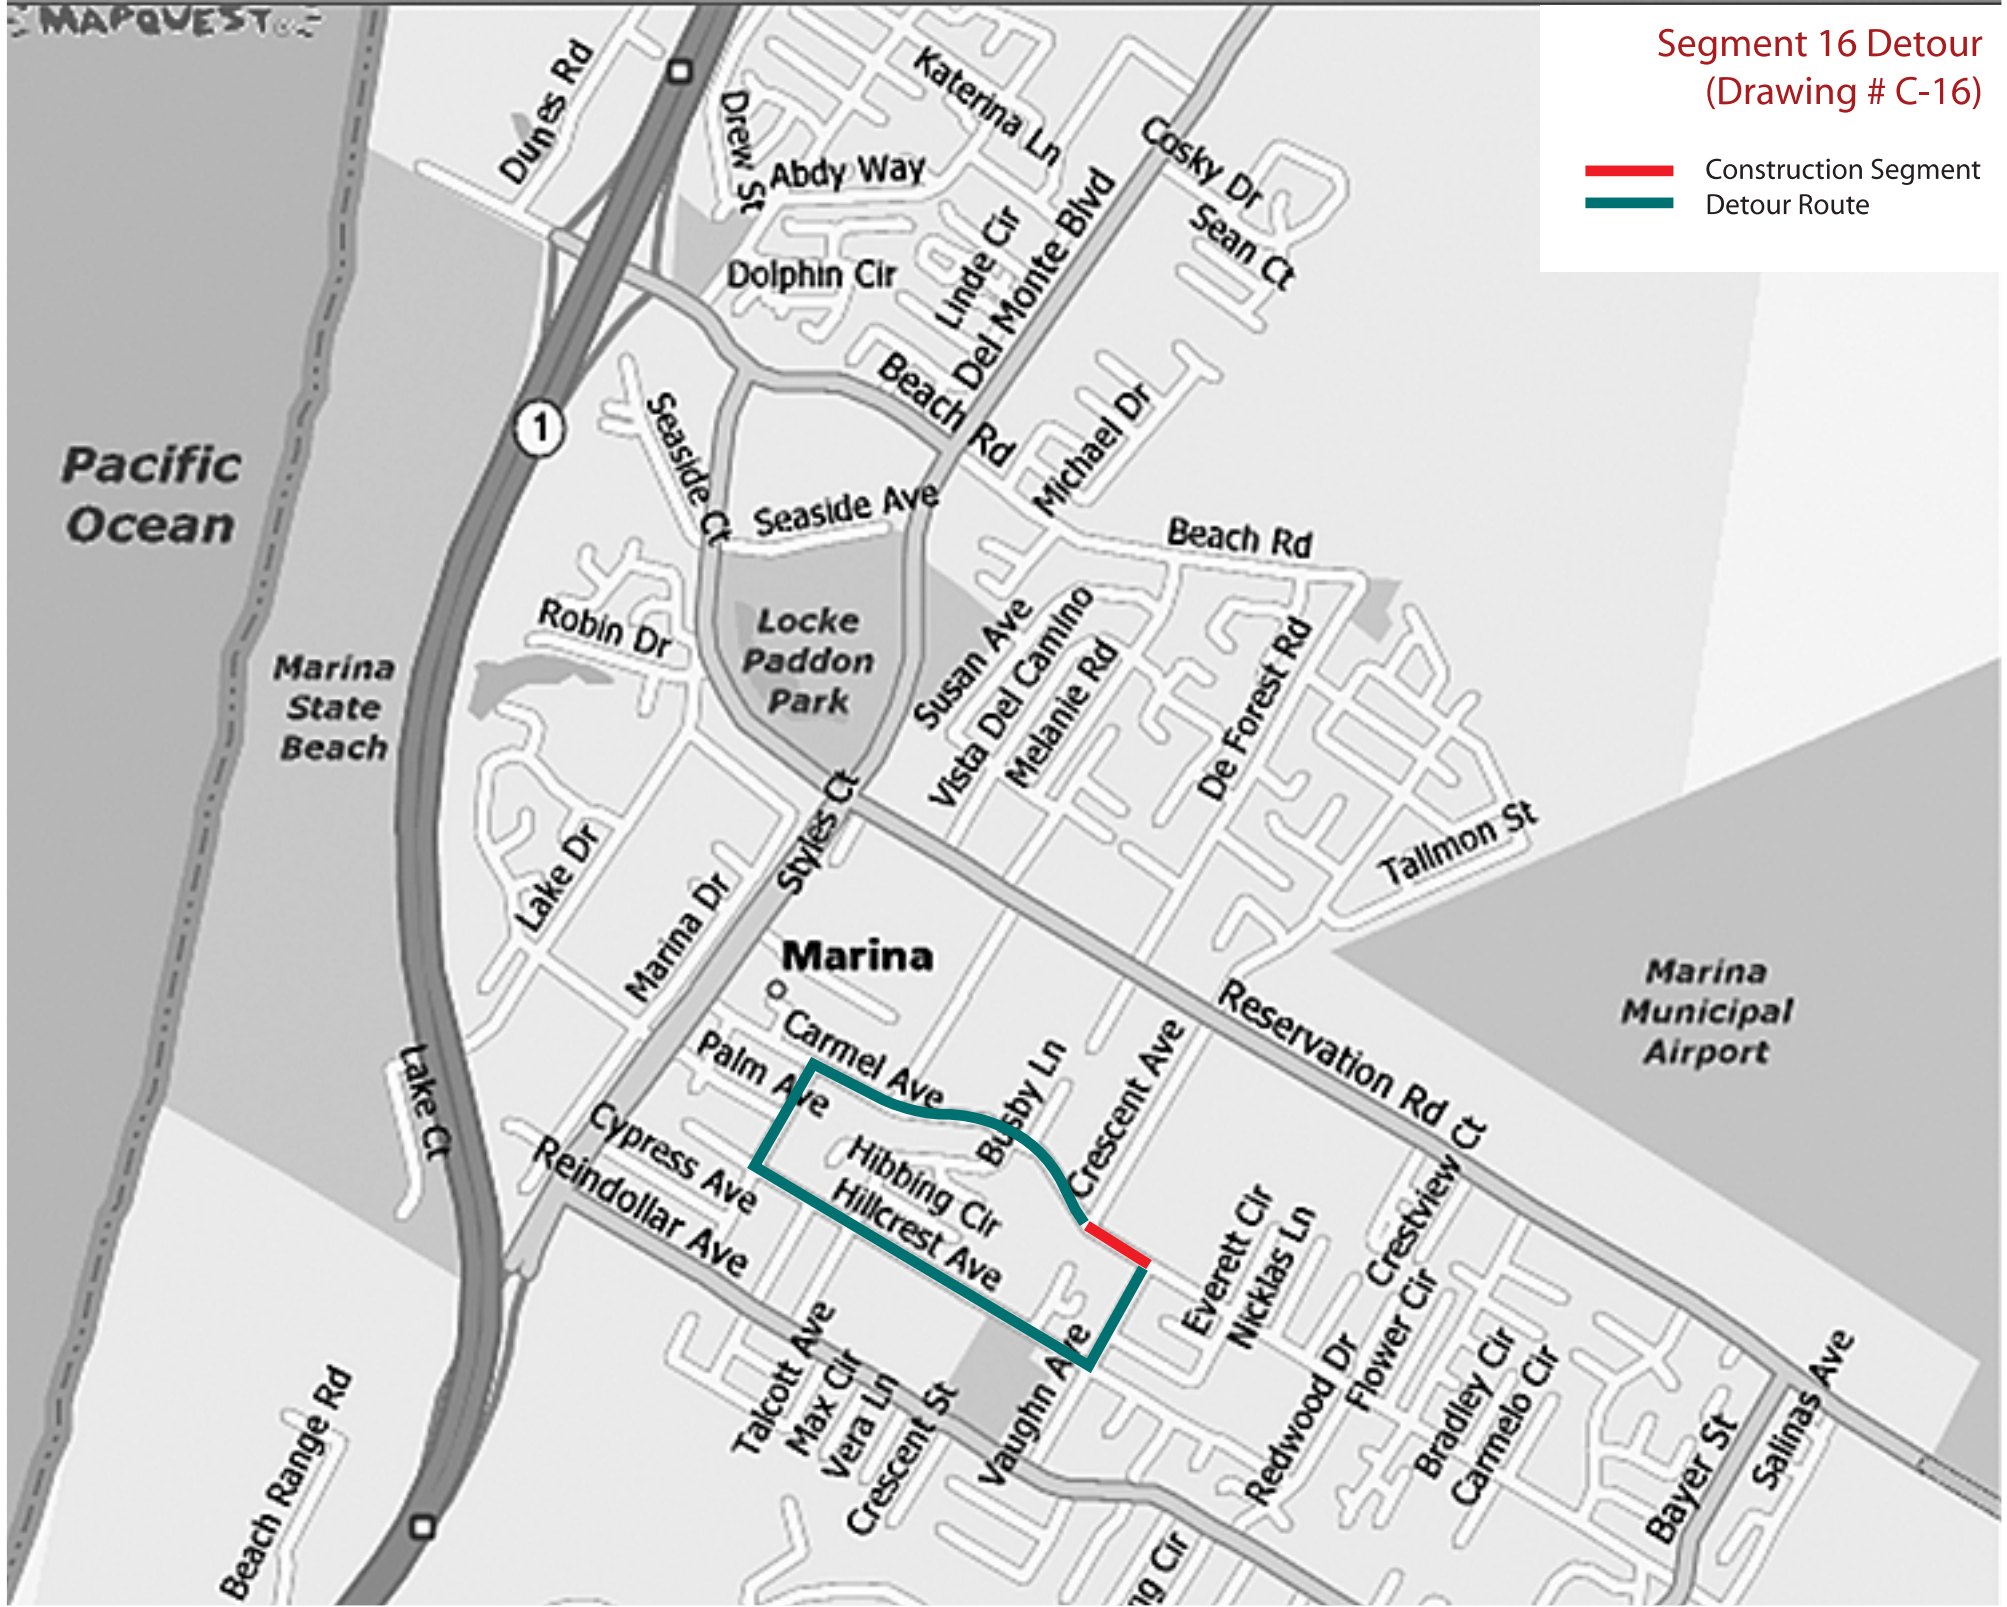 MAPQUEST
Segment 16 Detour
(Drawing # C-16)
Construction Segment
Detour Route
Dunes Rd
Drew St
Katerina Ln
Abdy Way
Cosky Dr
Sean Ct
Linde Cir
Dolphin Cir
Del Monte Blvd
Beach Rd
Michael Dr
1
Seaside Ct
Seaside Ave
Beach Rd
Pacific
Ocean
Robin Dr
Locke
Paddon
Park
Susan Ave
Vista Del Camino
Melanie Rd
De Forest Rd
Marina
State
Beach
Styles Ct
Tallmon St
Lake Dr
Marina Dr
Marina
Marina
Municipal
Airport
Reservation Rd Ct
Carmel Ave
Palm Ave
Busby Ln
Crescent Ave
Lake Ct
Cypress Ave
Reindollar Ave
Hibbing Cir
Hillcrest Ave
Everett Cir
Nicklas Ln
Crestview
Flower Cir
Redwood Dr
Bradley Cir
Carmelo Cir
Talcott Ave
Max Cir
Vera Ln
Crescent St
Vaughn Ave
Bayer St
Salinas Ave
Beach Range Rd
ng Cir